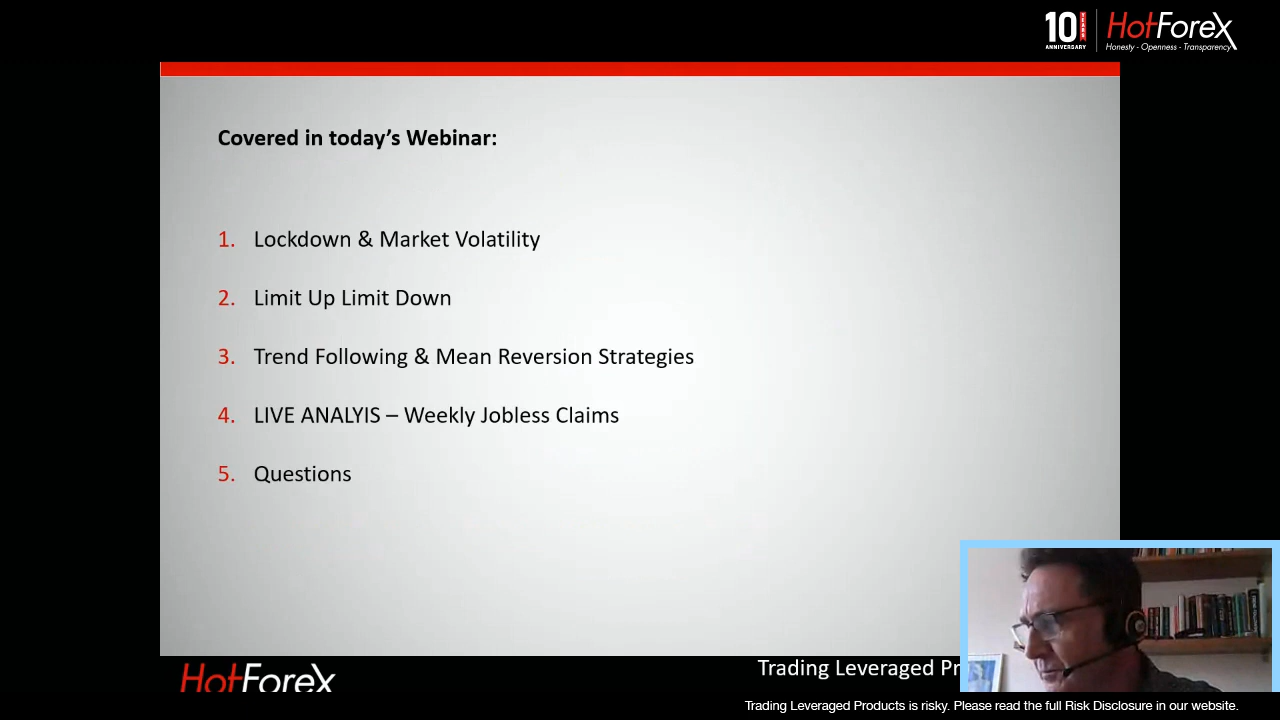 10 YEARS
ANNIVERSARY
HotForex
Honesty - Openness - Transparency
Covered in today’s Webinar:
1. Lockdown & Market Volatility
2. Limit Up Limit Down
3. Trend Following & Mean Reversion Strategies
4. LIVE ANALYIS – Weekly Jobless Claims
5. Questions
HotForex
Trading Leveraged Pr
Trading Leveraged Products is risky. Please read the full Risk Disclosure in our website.